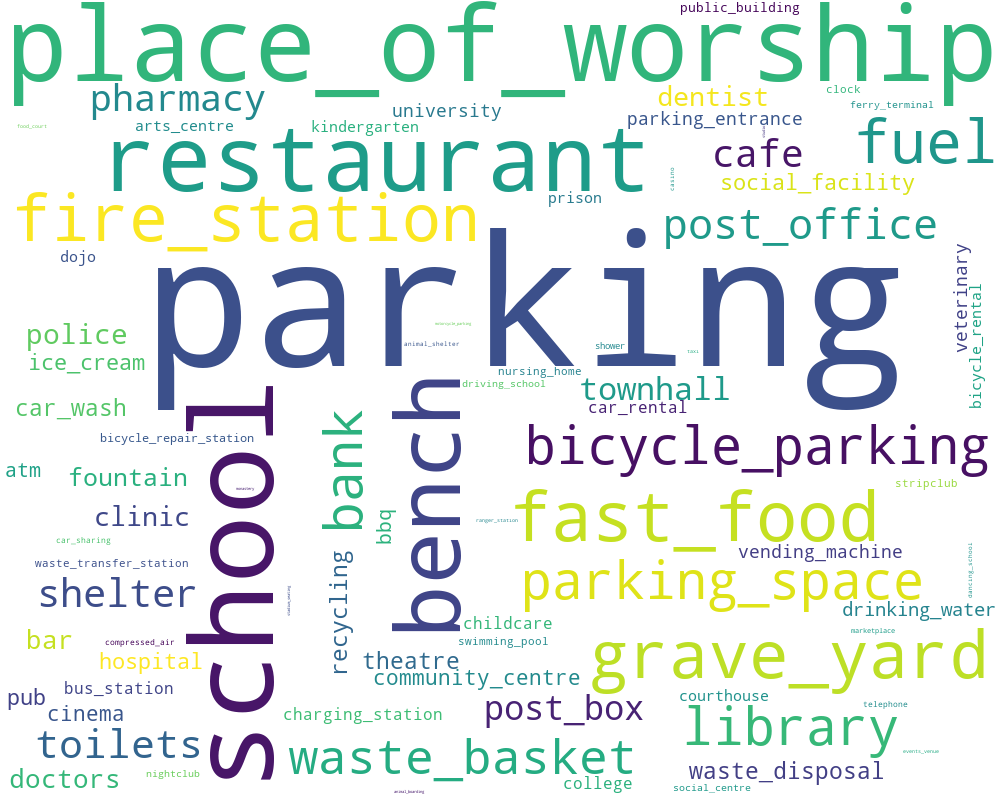 public_building
place_of_worship
pharmacy
dentist
clock
ferry_terminal
university
parking_entrance
arts_centre
kindergarten
food_court
restaurant
cafe
fuel
casino
social_facility
prison
fire_station
post_office
dojo
parking
veterinary
bicycle_rental
motorcycle_parking
police
animal_shelter
shower
taxi
ice_cream
nursing_home
driving_school
townhall
car_wash
car_rental
school
bench
bank
bicycle_repair_station
bicycle_parking
atm
fountain
stripclub
monastery
fast_food
clinic
bbq
ranger_station
car_sharing
vending_machine
dancing_school
waste_transfer_station
recycling
parking_space
shelter
drinking_water
childcare
marketplace
bar
compressed_air
swimming_pool
hospital
theatre
grave_yard
community_centre
pub
bus_station
courthouse
telephone
cinema
charging_station
post_box
library
toilets
waste_basket
events_venue
doctors
nightclub
college
waste_disposal
social_centre
animal_boarding